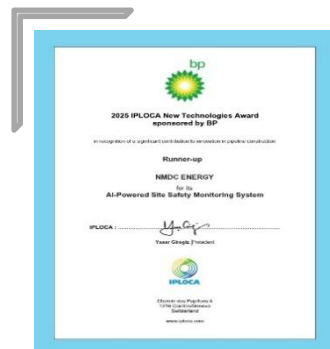 bp
2025 IPLOCA New Technologies Award
sponsored by BP
in recognition of a significant contribution to innovation in pipeline construction
Runner-up
NMDC ENERGY
for its
AI-Powered Site Safety Monitoring System
IPLOCA :
President
IPLOCA
Switzerland
www.iploca.com